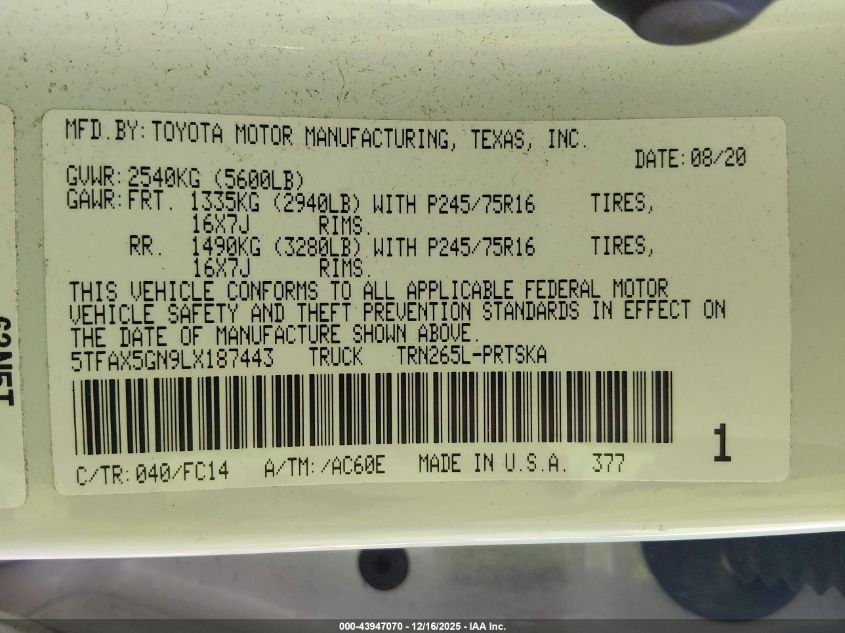 MFD.BY: TOYOTA MOTOR MANUFACTURING, TEXAS, INC.
DATE: 08/20
GVWR: 2540KG (5600LB)
GAWR: FRT. 1335KG (2940LB) WITH P245/75R16 TIRES,
16X7J RIMS.
RR. 1490KG (3280LB) WITH P245/75R16 TIRES,
16X7J RIMS.
THIS VEHICLE CONFORMS TO ALL APPLICABLE FEDERAL MOTOR
VEHICLE SAFETY AND THEFT PREVENTION STANDARDS IN EFFECT ON
THE DATE OF MANUFACTURE SHOWN ABOVE.
5TFAX5GN9LX187443 TRUCK TRN265L-PRTSKA
1
C/TR: 040/FC14 A/TM: /AC60E MADE IN U.S.A. 377
000-43947070 - 12/16/2025 - IAA Inc.